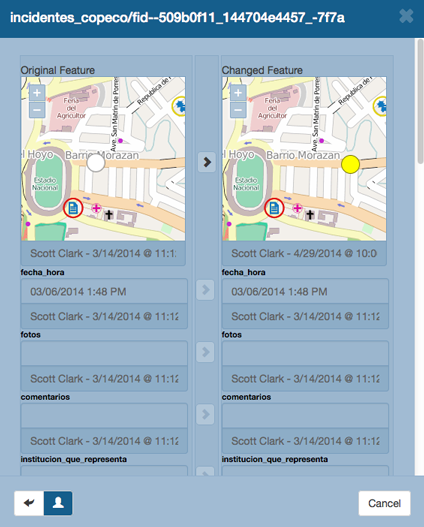 incidentes_copeco/fid--509b0f11_144704e4457_-7f7a
Original Feature
Feria
del
Agricultor
Ave. San Martin de Porres
Republica de
l Hoyo
Barrio Morazan
Estadio
Nacional
Scott Clark - 3/14/2014 @ 11:1
fecha_hora
03/06/2014 1:48 PM
Scott Clark - 3/14/2014 @ 11:12
fotos
Scott Clark - 3/14/2014 @ 11:12
comentarios
Scott Clark - 3/14/2014 @ 11:12
institucion_que_representa
Changed Feature
Feria
del
Agricultor
Ave. San Martin de Porres
Republica de
l Hoyo
Barrio Morazan
Estadio
Nacional
Scott Clark - 4/29/2014 @ 10:0
fecha_hora
03/06/2014 1:48 PM
Scott Clark - 3/14/2014 @ 11:12
fotos
Scott Clark - 3/14/2014 @ 11:12
comentarios
Scott Clark - 3/14/2014 @ 11:12
institucion_que_representa
Cancel